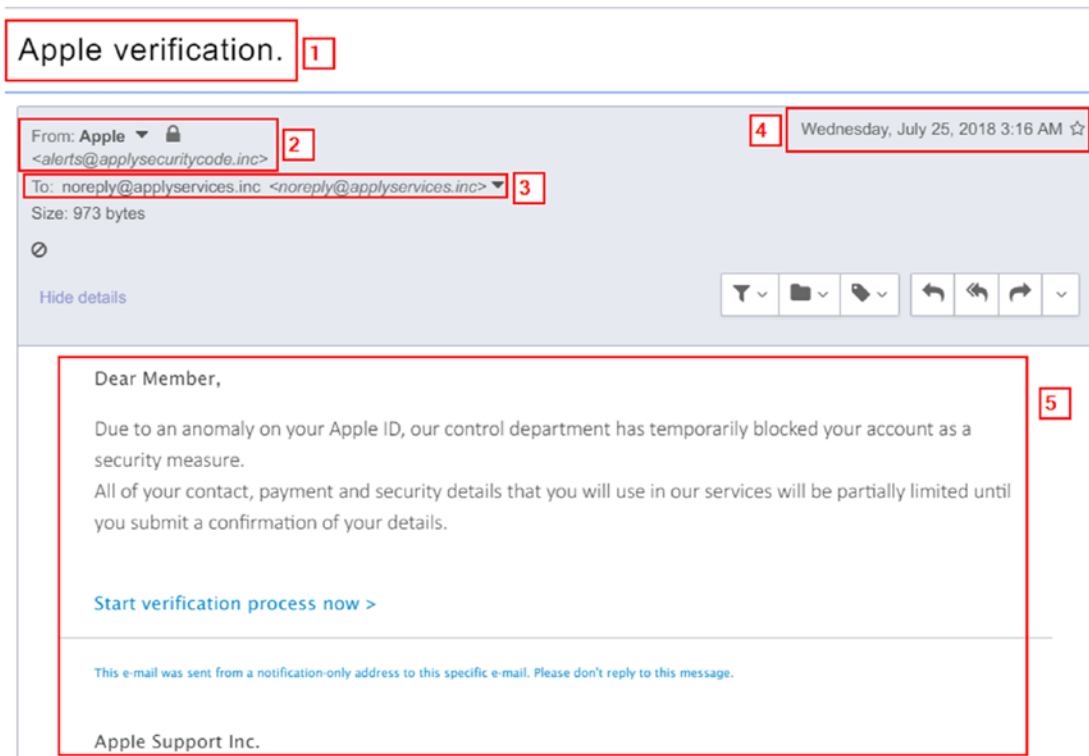 Apple verification. 1
From: Apple 2
<alerts@applysecuritycode.inc>
4 Wednesday, July 25, 2018 3:16 AM
To: noreply@applyservices.inc <noreply@applyservices.inc> 3
Size: 973 bytes
Hide details
Dear Member,
5
Due to an anomaly on your Apple ID, our control department has temporarily blocked your account as a
security measure.
All of your contact, payment and security details that you will use in our services will be partially limited until
you submit a confirmation of your details.
Start verification process now >
This e-mail was sent from a notification-only address to this specific e-mail. Please don't reply to this message.
Apple Support Inc.